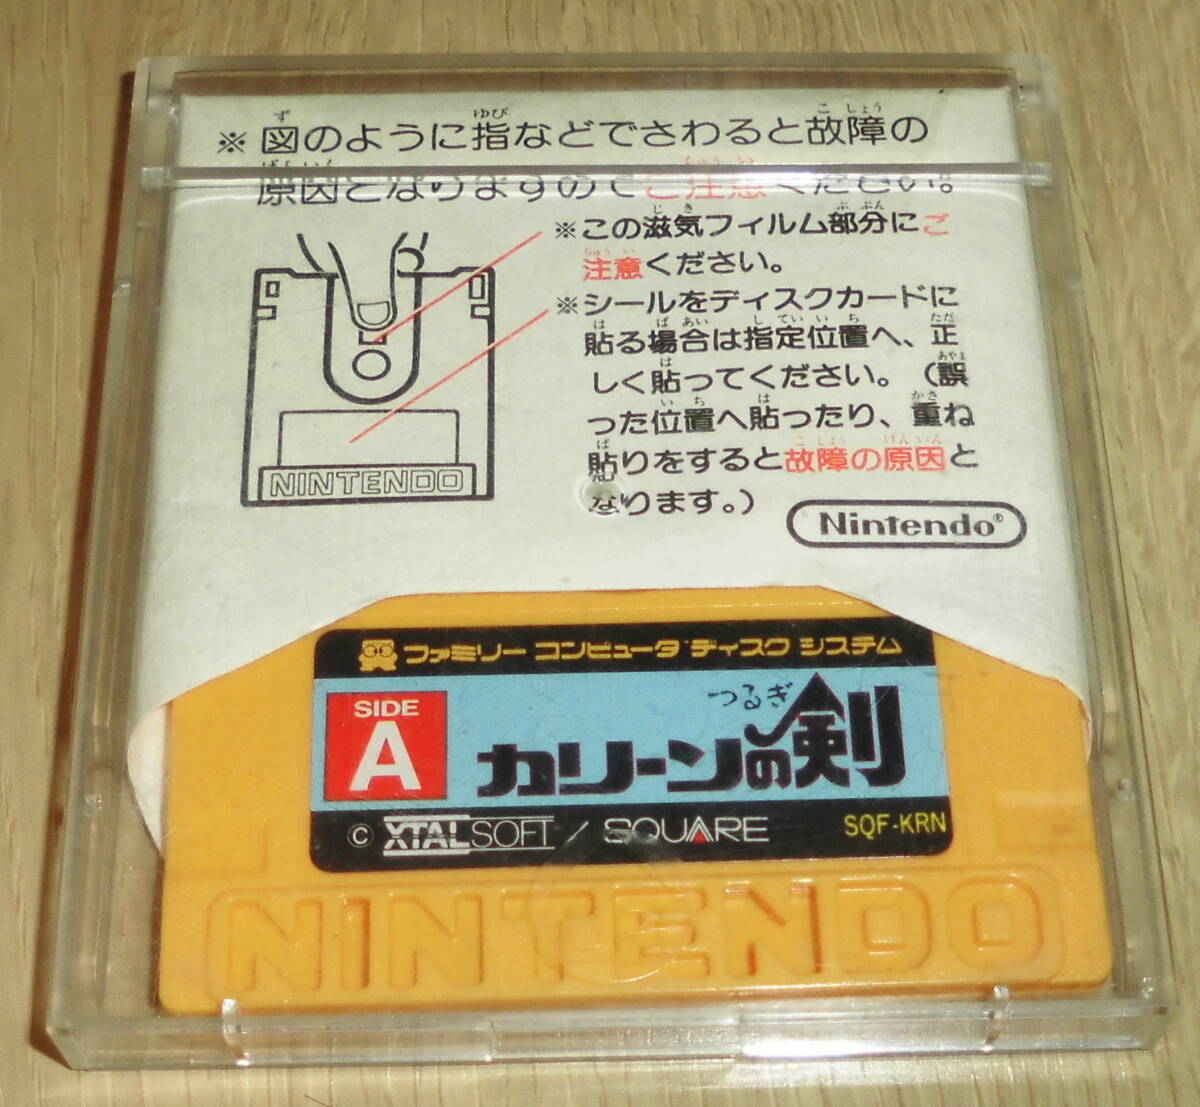 ※図のように指などでさわると故障の
原因となりますのでご注意ください。
※この滋気フィルム部分にご
注意ください。
※シールをディスクカードに
貼る場合は指定位置へ、正
しく貼ってください。(誤
った位置へ貼ったり、重ね
貼りをすると故障の原因と
なります。)
NINTENDO
Nintendo®
ファミリー コンピュータ ディスク システム
SIDE
A
つるぎ
カリーンの剣
© XTALSOFT / SQUARE
SQF-KRN
NINTENDO